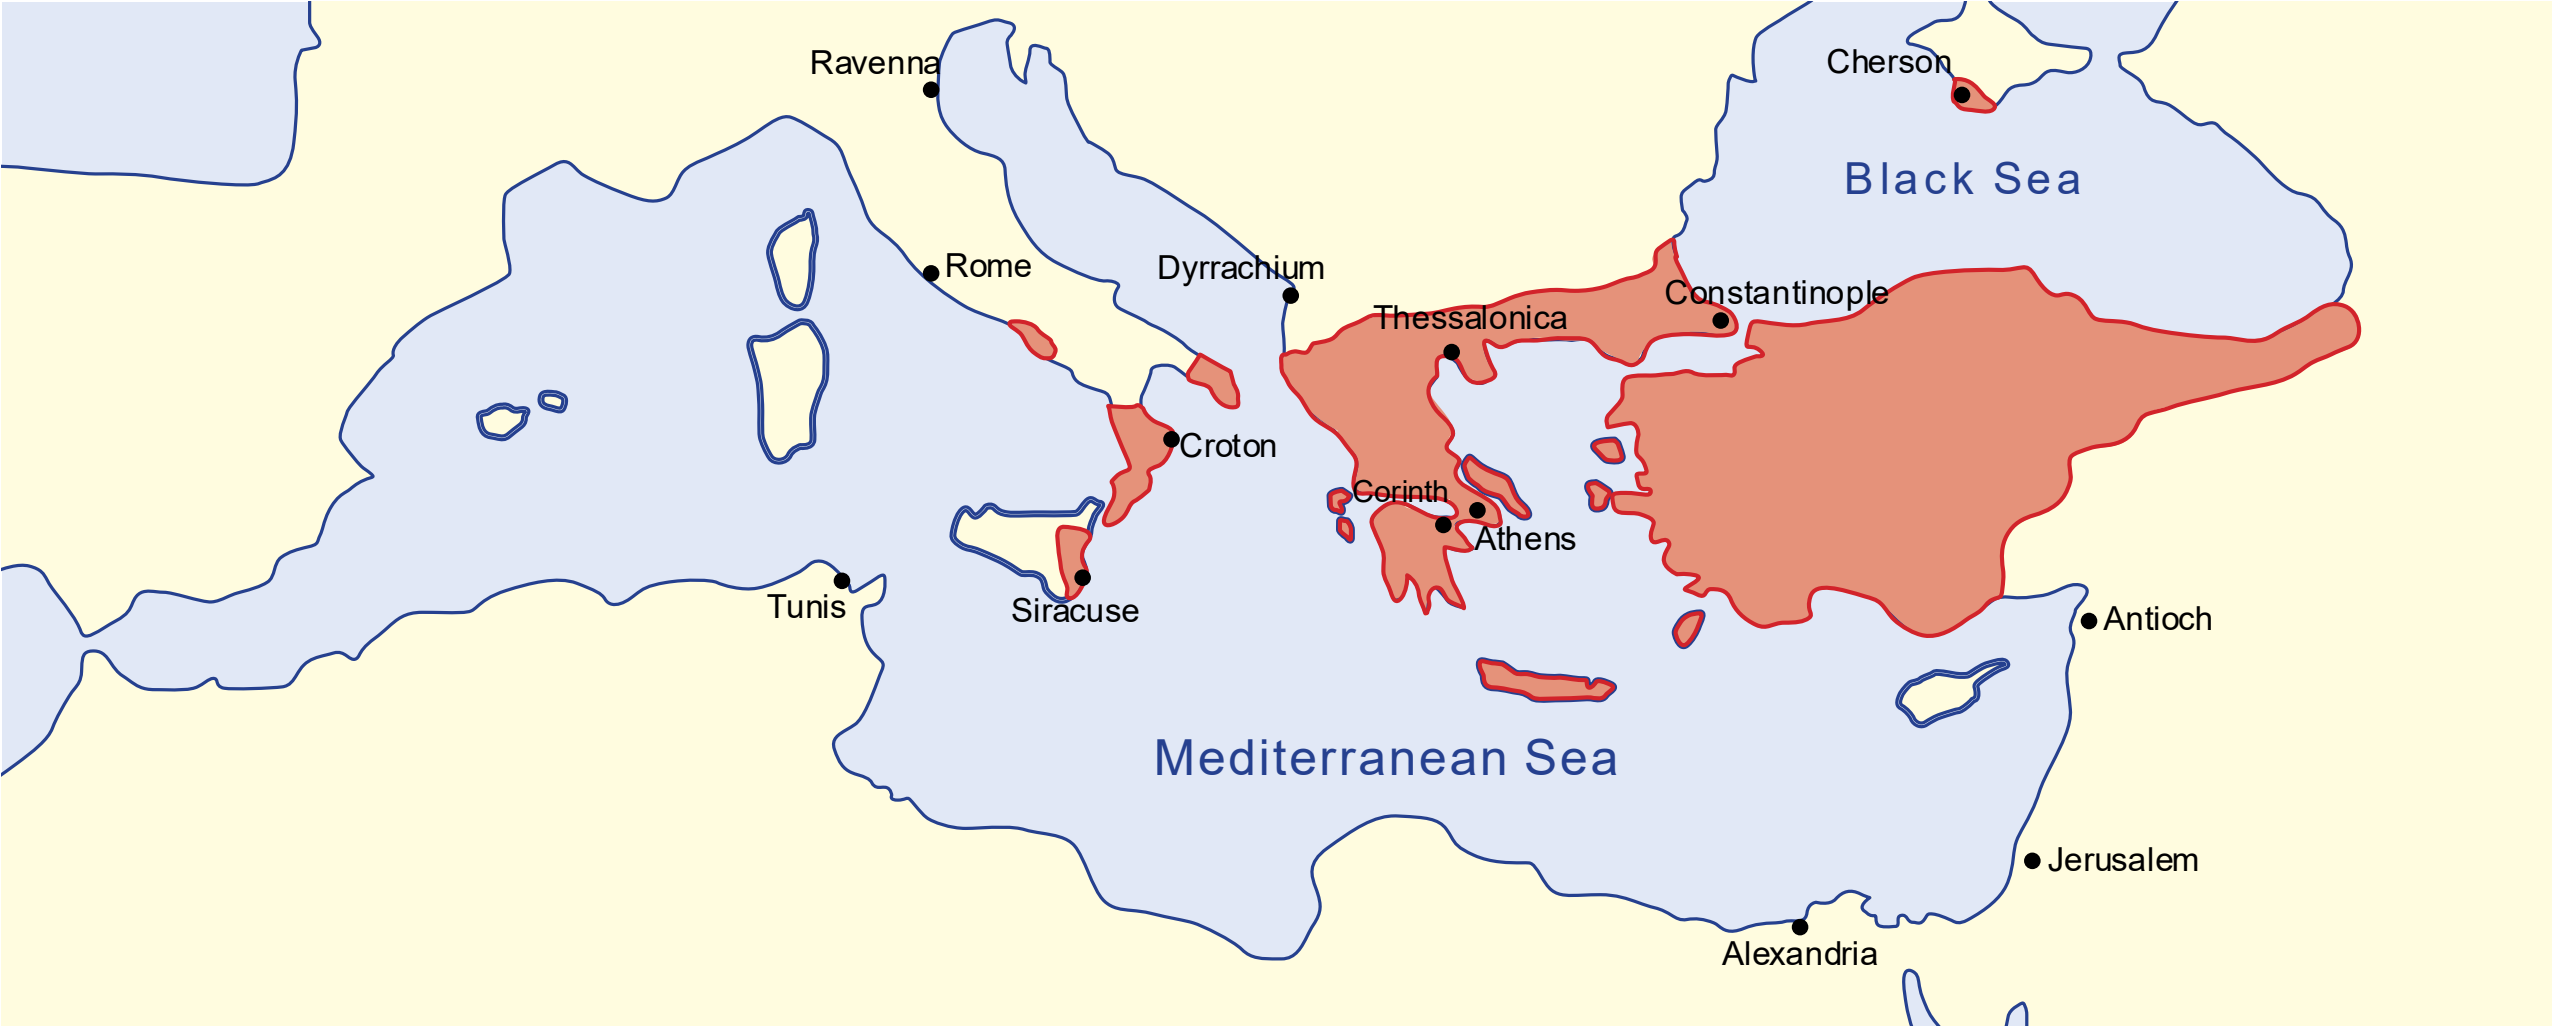 Ravenna
Cherson
Black Sea
Rome
Dyrrachium
Constantinople
Thessalonica
Croton
Corinth
Athens
Tunis
Siracuse
Antioch
Mediterranean Sea
Jerusalem
Alexandria